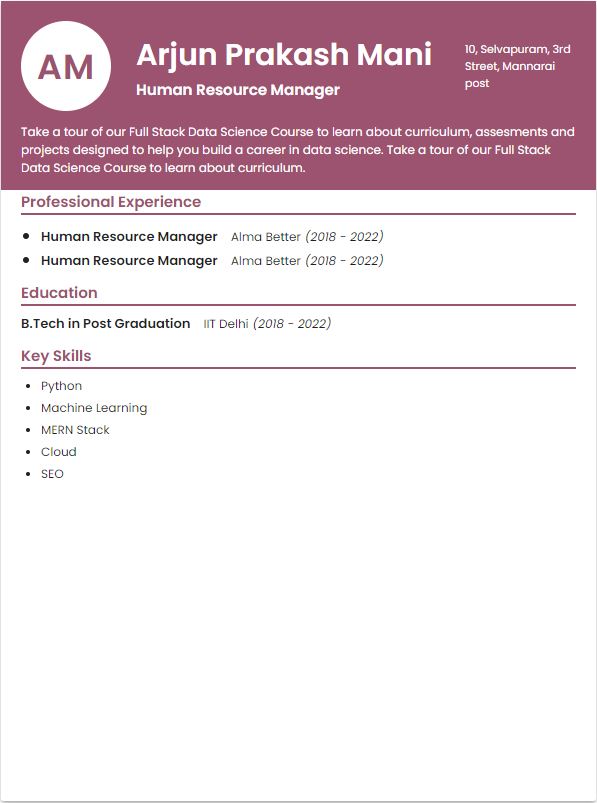 AM
Arjun Prakash Mani
Human Resource Manager
10, Selvapuram, 3rd
Street, Mannarai
post
Take a tour of our Full Stack Data Science Course to learn about curriculum, assesments and
projects designed to help you build a career in data science. Take a tour of our Full Stack
Data Science Course to learn about curriculum.
Professional Experience
Human Resource Manager Alma Better (2018 - 2022)
Human Resource Manager Alma Better (2018 - 2022)
Education
B.Tech in Post Graduation IIT Delhi (2018 - 2022)
Key Skills
Python
Machine Learning
MERN Stack
Cloud
SEO